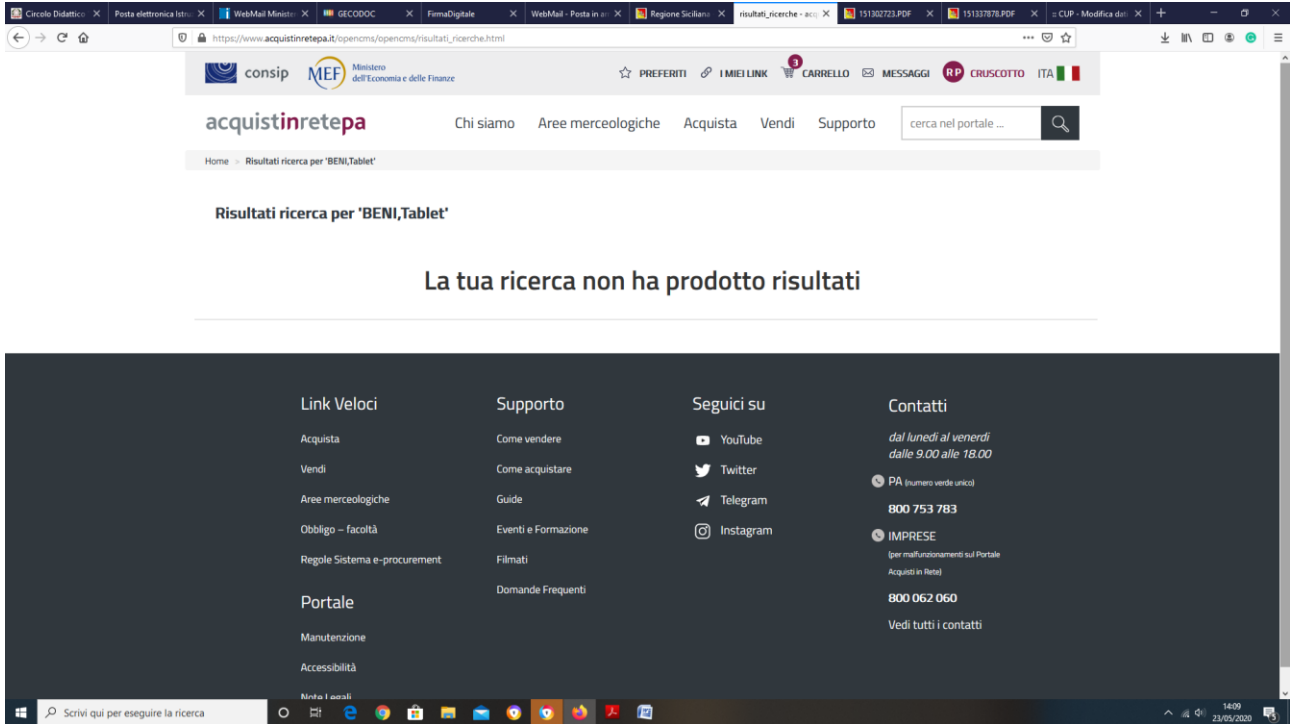 Circolo Didattico
Posta elettronica Istru
WebMail Minister
GECODOC
FirmaDigitale
WebMail - Posta in arr
Regione Siciliana
risultati_ricerche - acq
151302723.PDF
151337878.PDF
:: CUP - Modifica dati
https://www.acquistinretepa.it/opencms/opencms/risultati_ricerche.html
consip
MEF
Ministero
dell'Economia e delle Finanze
PREFERITI
I MIEI LINK
3
CARRELLO
MESSAGGI
RP
CRUSCOTTO
ITA
acquistinretepa
Chi siamo
Aree merceologiche
Acquista
Vendi
Supporto
cerca nel portale ...
Home > Risultati ricerca per 'BENI,Tablet'
Risultati ricerca per 'BENI,Tablet'
La tua ricerca non ha prodotto risultati
Link Veloci
Acquista
Vendi
Aree merceologiche
Obbligo – facoltà
Regole Sistema e-procurement
Portale
Manutenzione
Accessibilità
Note Legali
Supporto
Come vendere
Come acquistare
Guide
Eventi e Formazione
Filmati
Domande Frequenti
Seguici su
YouTube
Twitter
Telegram
Instagram
Contatti
dal lunedì al venerdì
dalle 9.00 alle 18.00
PA (numero verde unico)
800 753 783
IMPRESE
(per malfunzionamenti sul Portale
Acquisti in Rete)
800 062 060
Vedi tutti i contatti
Scrivi qui per eseguire la ricerca
14:09
23/05/2020